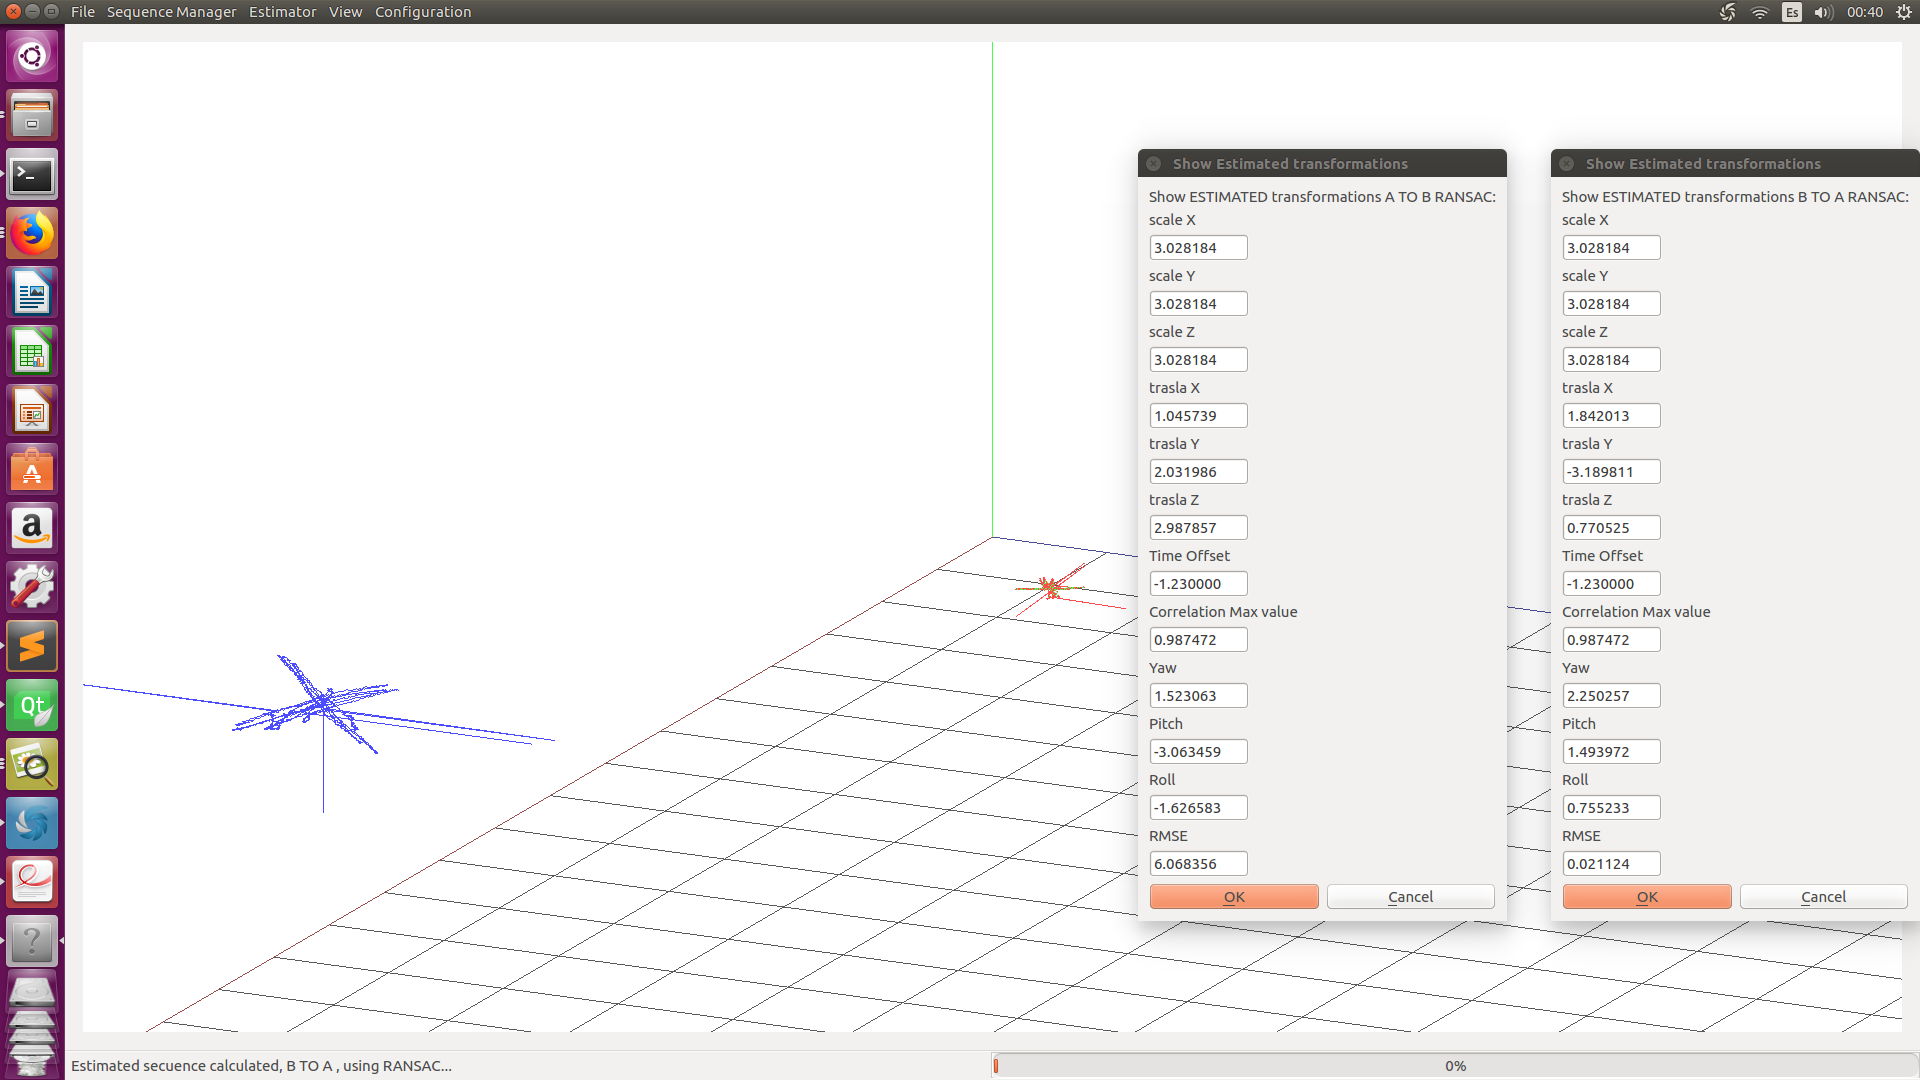 File Sequence Manager Estimator View Configuration
Es 00:40
Show Estimated transformations
Show ESTIMATED transformations A TO B RANSAC:
scale X
3.028184
scale Y
3.028184
scale Z
3.028184
trasla X
1.045739
trasla Y
2.031986
trasla Z
2.987857
Time Offset
-1.230000
Correlation Max value
0.987472
Yaw
1.523063
Pitch
-3.063459
Roll
-1.626583
RMSE
6.068356
OK Cancel
Show Estimated transformations
Show ESTIMATED transformations B TO A RANSAC:
scale X
3.028184
scale Y
3.028184
scale Z
3.028184
trasla X
1.842013
trasla Y
-3.189811
trasla Z
0.770525
Time Offset
-1.230000
Correlation Max value
0.987472
Yaw
2.250257
Pitch
1.493972
Roll
0.755233
RMSE
0.021124
OK Cancel
Qt
Estimated secuence calculated, B TO A , using RANSAC...
0%